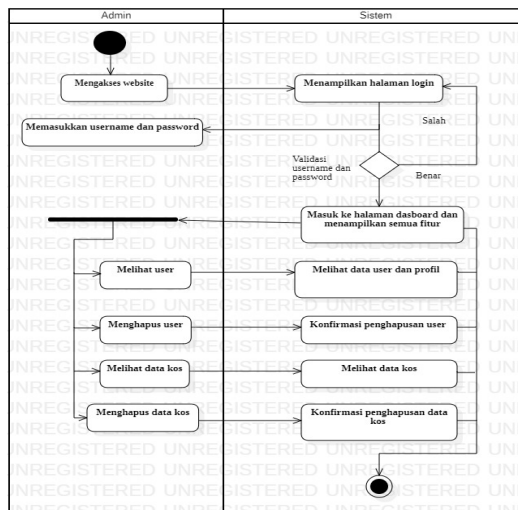 Admin
Sistem
Mengakses website
Menampilkan halaman login
Memasukkan username dan password
Salah
Validasi
username dan
password
Benar
Masuk ke halaman dasboard dan
menampilkan semua fitur
Melihat user
Melihat data user dan profil
Menghapus user
Konfirmasi penghapusan user
Melihat data kos
Melihat data kos
Menghapus data kos
Konfirmasi penghapusan data
kos
UNREGISTERED